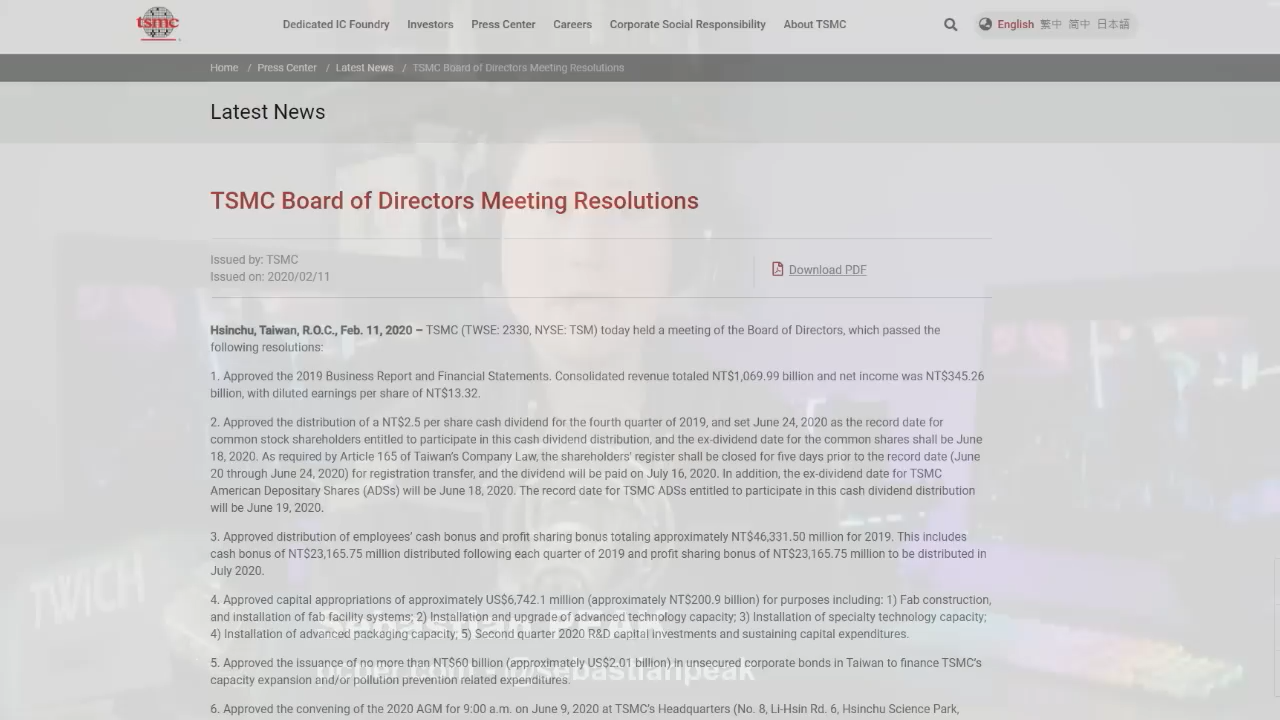 tsmc
Dedicated IC Foundry Investors Press Center Careers Corporate Social Responsibility About TSMC
English 繁中 简中 日本語
Home / Press Center / Latest News / TSMC Board of Directors Meeting Resolutions
Latest News
TSMC Board of Directors Meeting Resolutions
Issued by: TSMC
Issued on: 2020/02/11
Download PDF
Hsinchu, Taiwan, R.O.C., Feb. 11, 2020 – TSMC (TWSE: 2330, NYSE: TSM) today held a meeting of the Board of Directors, which passed the
following resolutions:
1. Approved the 2019 Business Report and Financial Statements. Consolidated revenue totaled NT$1,069.99 billion and net income was NT$345.26
billion, with diluted earnings per share of NT$13.32.
2. Approved the distribution of a NT$2.5 per share cash dividend for the fourth quarter of 2019, and set June 24, 2020 as the record date for
common stock shareholders entitled to participate in this cash dividend distribution, and the ex-dividend date for the common shares shall be June
18, 2020. As required by Article 165 of Taiwan's Company Law, the shareholders' register shall be closed for five days prior to the record date (June
20 through June 24, 2020) for registration transfer, and the dividend will be paid on July 16, 2020. In addition, the ex-dividend date for TSMC
American Depositary Shares (ADSs) will be June 18, 2020. The record date for TSMC ADSs entitled to participate in this cash dividend distribution
will be June 19, 2020.
3. Approved distribution of employees' cash bonus and profit sharing bonus totaling approximately NT$46,331.50 million for 2019. This includes
cash bonus of NT$23,165.75 million distributed following each quarter of 2019 and profit sharing bonus of NT$23,165.75 million to be distributed in
July 2020.
TWiCH
4. Approved capital appropriations of approximately US$6,742.1 million (approximately NT$200.9 billion) for purposes including: 1) Fab construction,
and installation of fab facility systems; 2) Installation and upgrade of advanced technology capacity; 3) Installation of specialty technology capacity;
4) Installation of advanced packaging capacity; 5) Second quarter 2020 R&D capital investments and sustaining capital expenditures.
5. Approved the issuance of no more than NT$60 billion (approximately US$2.01 billion) in unsecured corporate bonds in Taiwan to finance TSMC's
capacity expansion and/or pollution prevention related expenditures.
pcper.com - @sebastianpeak
6. Approved the convening of the 2020 AGM for 9:00 a.m. on June 9, 2020 at TSMC's Headquarters (No. 8, Li-Hsin Rd. 6, Hsinchu Science Park,